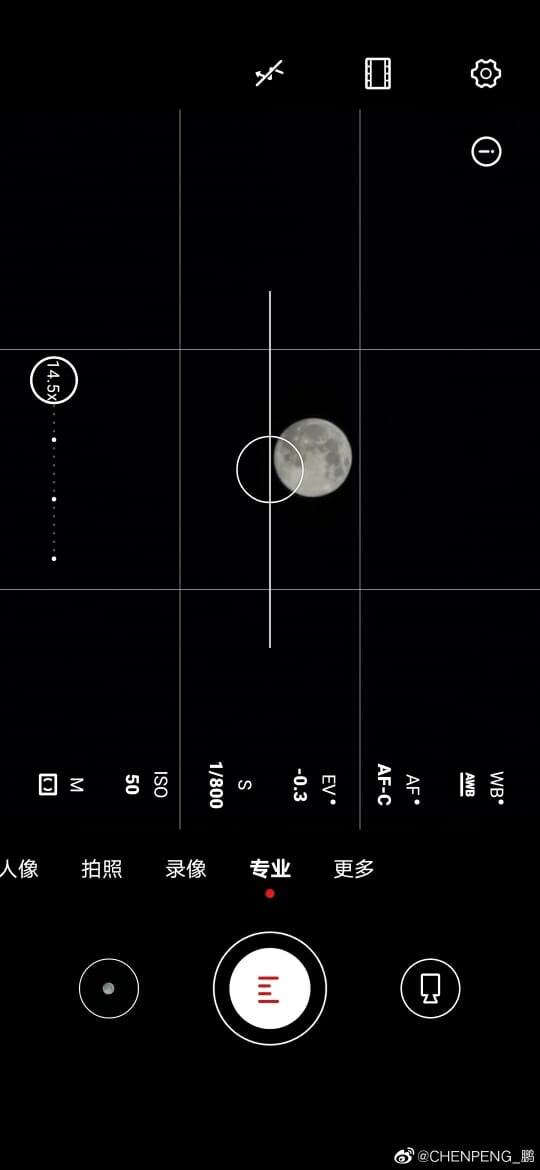 14.5x
M
ISO
50
S
1/800
EV
-0.3
AF
AF-C
WB
AWB
人像
拍照
录像
专业
更多
@CHENPENG_鹏